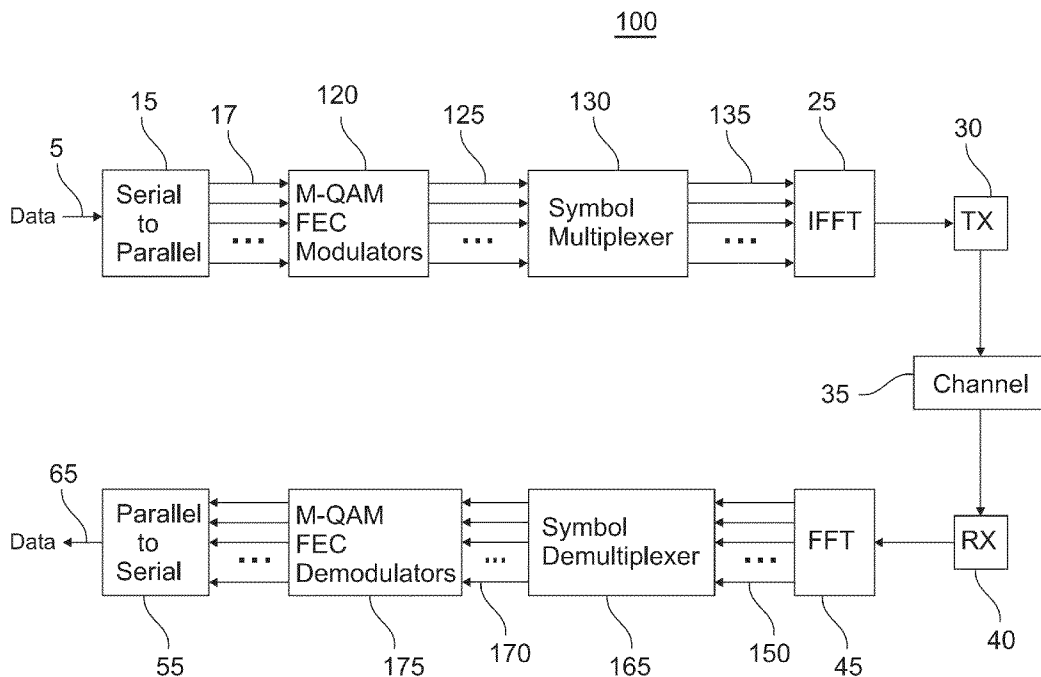 100
15
17
120
125
130
135
25
30
5
Data
Serial
to
Parallel
M-QAM
FEC
Modulators
Symbol
Multiplexer
IFFT
TX
35
Channel
65
Data
Parallel
to
Serial
M-QAM
FEC
Demodulators
Symbol
Demultiplexer
FFT
RX
55
175
170
165
150
45
40